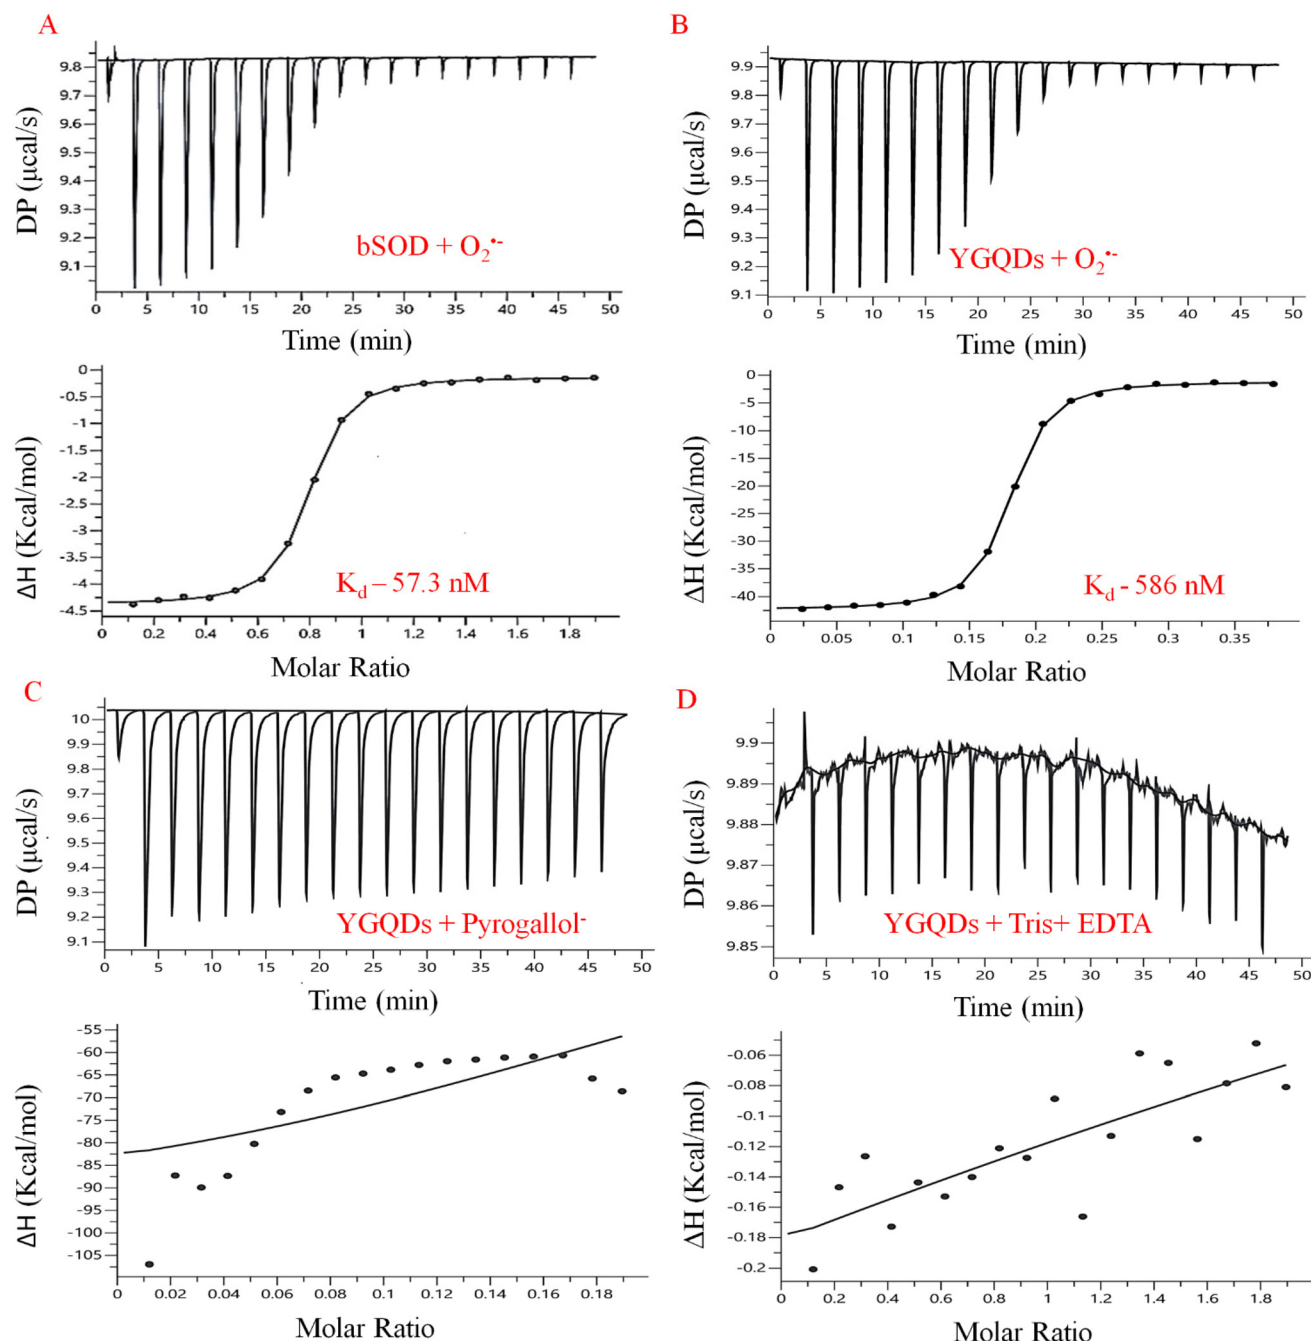 A
9.8
9.7
9.6
9.5
9.4
9.3
9.2
9.1
DP (μcal/s)
bSOD + O₂•-
0 5 10 15 20 25 30 35 40 45 50
Time (min)
0
-0.5
-1
-1.5
-2
-2.5
-3
-3.5
-4
-4.5
ΔH (Kcal/mol)
Kd – 57.3 nM
0 0.2 0.4 0.6 0.8 1 1.2 1.4 1.6 1.8
Molar Ratio
B
9.9
9.8
9.7
9.6
9.5
9.4
9.3
9.2
9.1
DP (μcal/s)
YGQDs + O₂•-
0 5 10 15 20 25 30 35 40 45 50
Time (min)
0
-5
-10
-15
-20
-25
-30
-35
-40
ΔH (Kcal/mol)
Kd - 586 nM
0 0.05 0.1 0.15 0.2 0.25 0.3 0.35
Molar Ratio
C
10
9.9
9.8
9.7
9.6
9.5
9.4
9.3
9.2
9.1
DP (μcal/s)
YGQDs + Pyrogallol-
0 5 10 15 20 25 30 35 40 45 50
Time (min)
-55
-60
-65
-70
-75
-80
-85
-90
-95
-100
-105
ΔH (Kcal/mol)
0 0.02 0.04 0.06 0.08 0.1 0.12 0.14 0.16 0.18
Molar Ratio
D
9.9
9.89
9.88
9.87
9.86
9.85
DP (μcal/s)
YGQDs + Tris+ EDTA
0 5 10 15 20 25 30 35 40 45 50
Time (min)
-0.06
-0.08
-0.1
-0.12
-0.14
-0.16
-0.18
-0.2
ΔH (Kcal/mol)
0 0.2 0.4 0.6 0.8 1 1.2 1.4 1.6 1.8
Molar Ratio